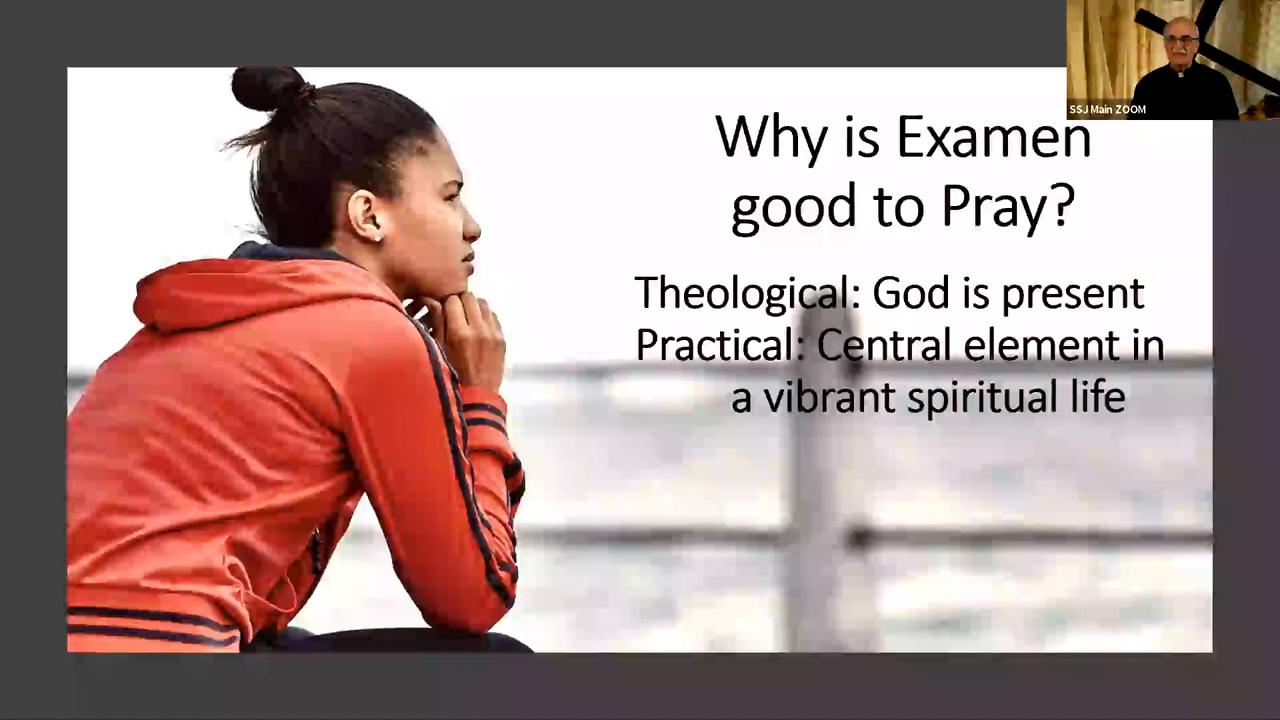 SSJ Main ZOOM
Why is Examen
good to Pray?
Theological: God is present
Practical: Central element in
a vibrant spiritual life